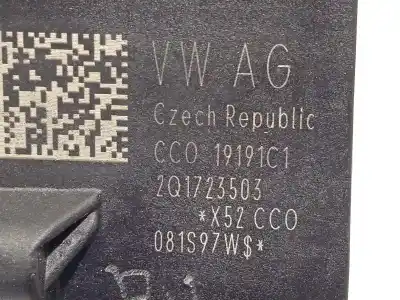 VW AG
Czech Republic
CCO 19191C1
2Q1723503
*X52 CCO
081S97W$*